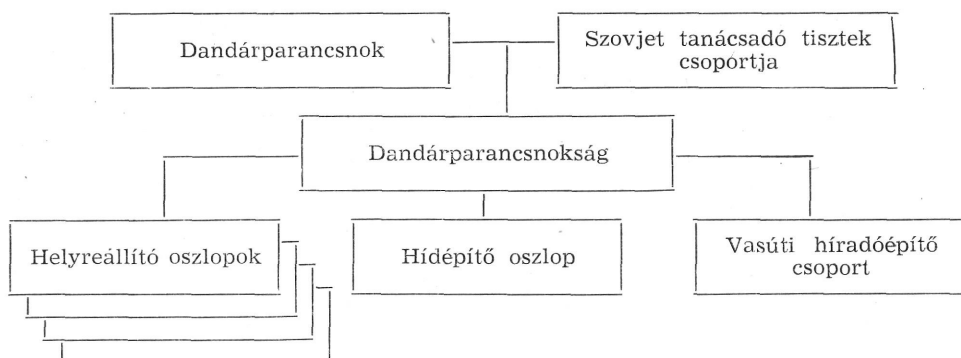 Dandárparancsnok
Szovjet tanácsadó tisztek
csoportja
Dandárparancsnokság
Helyreállító oszlopok
Hídépítő oszlop
Vasúti híradóépítő
csoport